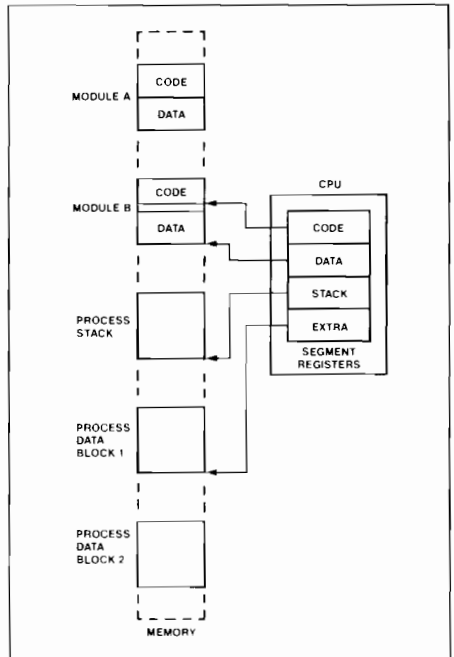 MODULE A
CODE
DATA
MODULE B
CODE
DATA
PROCESS
STACK
PROCESS
DATA
BLOCK 1
PROCESS
DATA
BLOCK 2
MEMORY
CPU
CODE
DATA
STACK
EXTRA
SEGMENT
REGISTERS